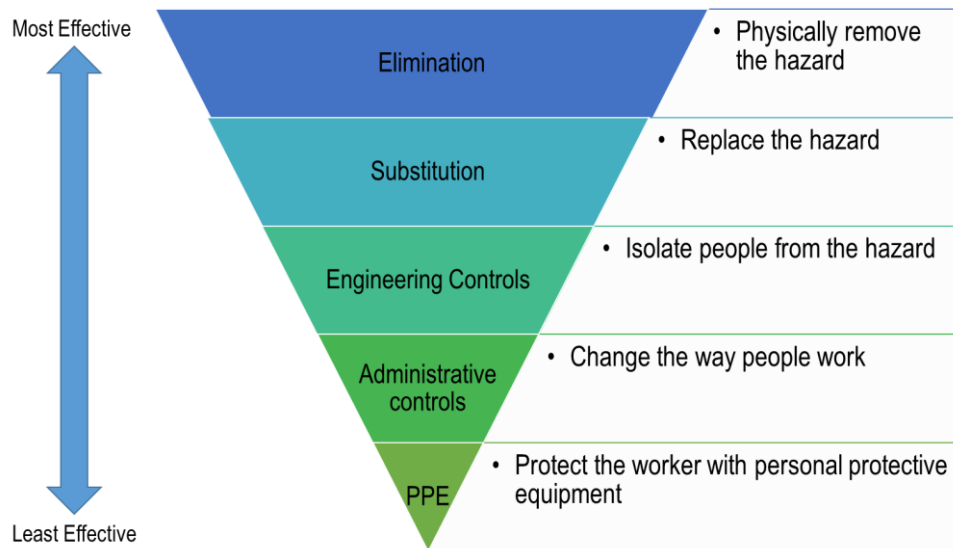 Most Effective
Elimination
• Physically remove
the hazard
Substitution
• Replace the hazard
Engineering Controls
• Isolate people from the hazard
Administrative
controls
• Change the way people work
PPE
• Protect the worker with personal protective
equipment
Least Effective